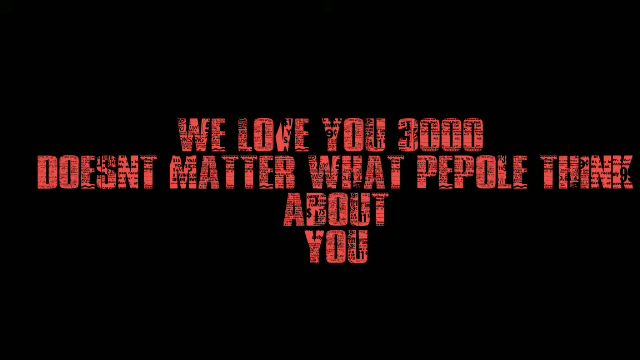 WE LOVE YOU 3000
DOESNT MATTER WHAT PEPOLE THINK
ABOUT
YOU